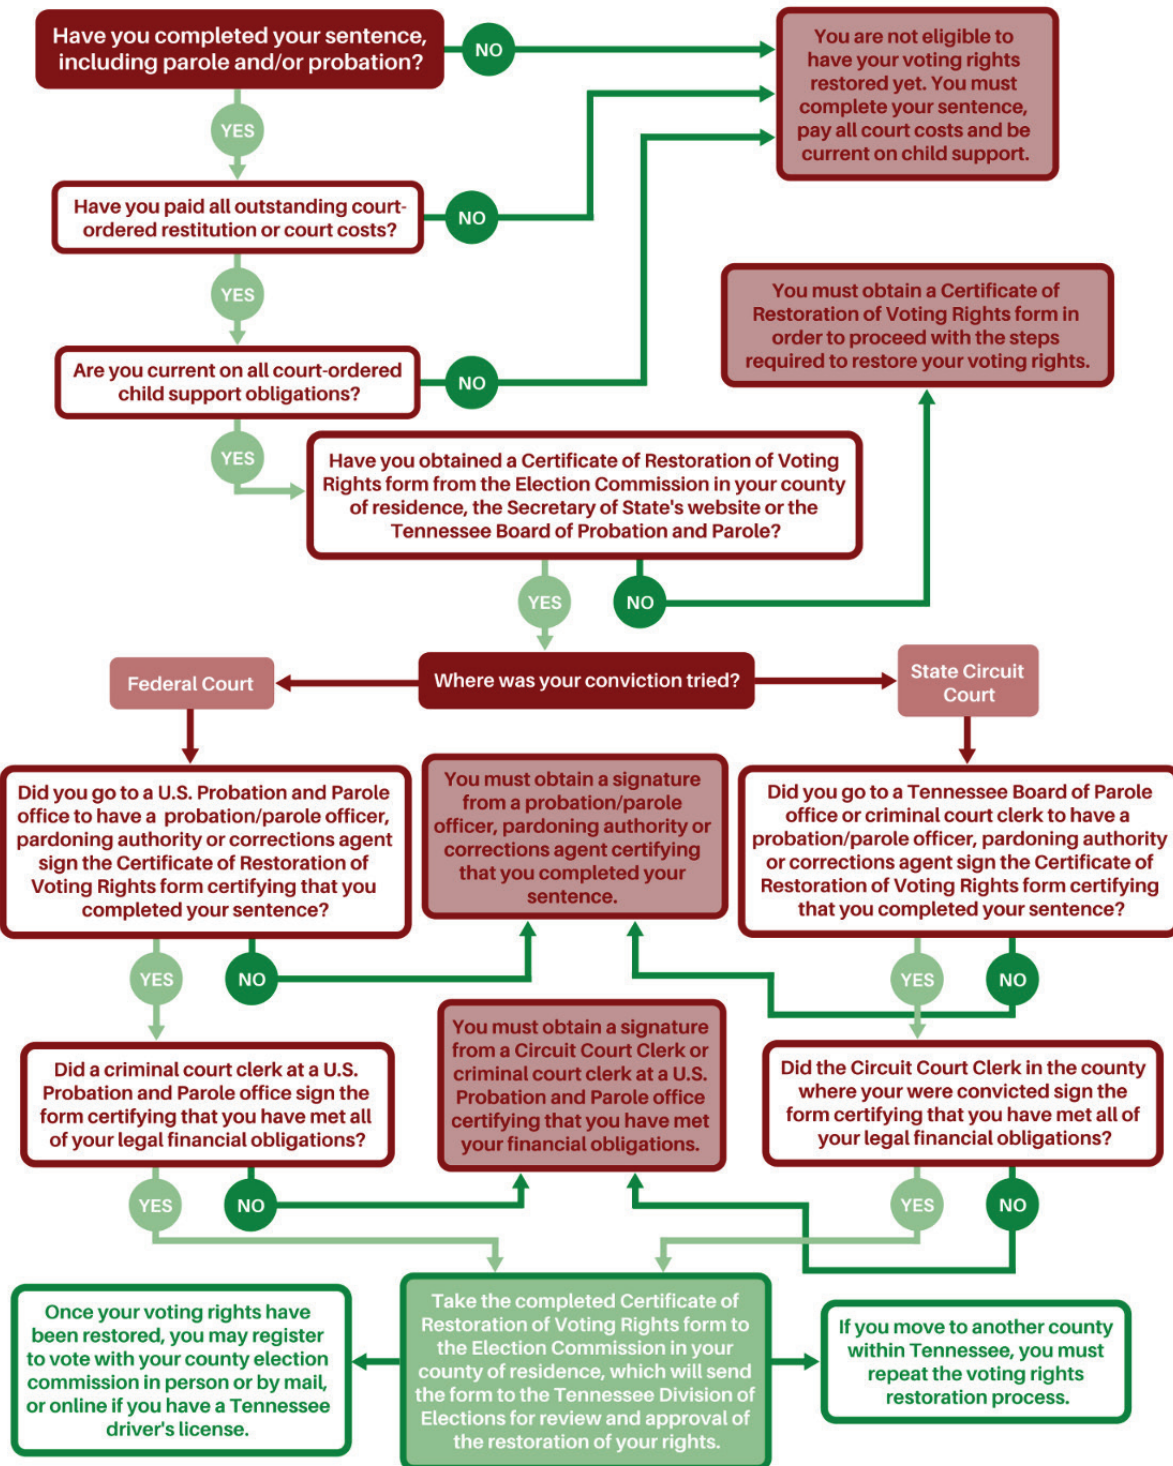 Have you completed your sentence,
including parole and/or probation?
NO
You are not eligible to
have your voting rights
restored yet. You must
complete your sentence,
pay all court costs and be
current on child support.
YES
Have you paid all outstanding court-
ordered restitution or court costs?
NO
YES
You must obtain a Certificate of
Restoration of Voting Rights form in
order to proceed with the steps
required to restore your voting rights.
Are you current on all court-ordered
child support obligations?
NO
YES
Have you obtained a Certificate of Restoration of Voting
Rights form from the Election Commission in your county
of residence, the Secretary of State's website or the
Tennessee Board of Probation and Parole?
YES
NO
Federal Court
Where was your conviction tried?
State Circuit
Court
Did you go to a U.S. Probation and Parole
office to have a probation/parole officer,
pardoning authority or corrections agent
sign the Certificate of Restoration of
Voting Rights form certifying that you
completed your sentence?
You must obtain a signature
from a probation/parole
officer, pardoning authority or
corrections agent certifying
that you completed your
sentence.
Did you go to a Tennessee Board of Parole
office or criminal court clerk to have a
probation/parole officer, pardoning authority
or corrections agent sign the Certificate of
Restoration of Voting Rights form certifying
that you completed your sentence?
YES
NO
YES
NO
Did a criminal court clerk at a U.S.
Probation and Parole office sign the
form certifying that you have met all
of your legal financial obligations?
You must obtain a signature
from a Circuit Court Clerk or
criminal court clerk at a U.S.
Probation and Parole office
certifying that you have met
your financial obligations.
Did the Circuit Court Clerk in the county
where your were convicted sign the
form certifying that you have met all of
your legal financial obligations?
YES
NO
YES
NO
Once your voting rights have
been restored, you may register
to vote with your county election
commission in person or by mail,
or online if you have a Tennessee
driver's license.
Take the completed Certificate of
Restoration of Voting Rights form to
the Election Commission in your
county of residence, which will send
the form to the Tennessee Division of
Elections for review and approval of
the restoration of your rights.
If you move to another county
within Tennessee, you must
repeat the voting rights
restoration process.